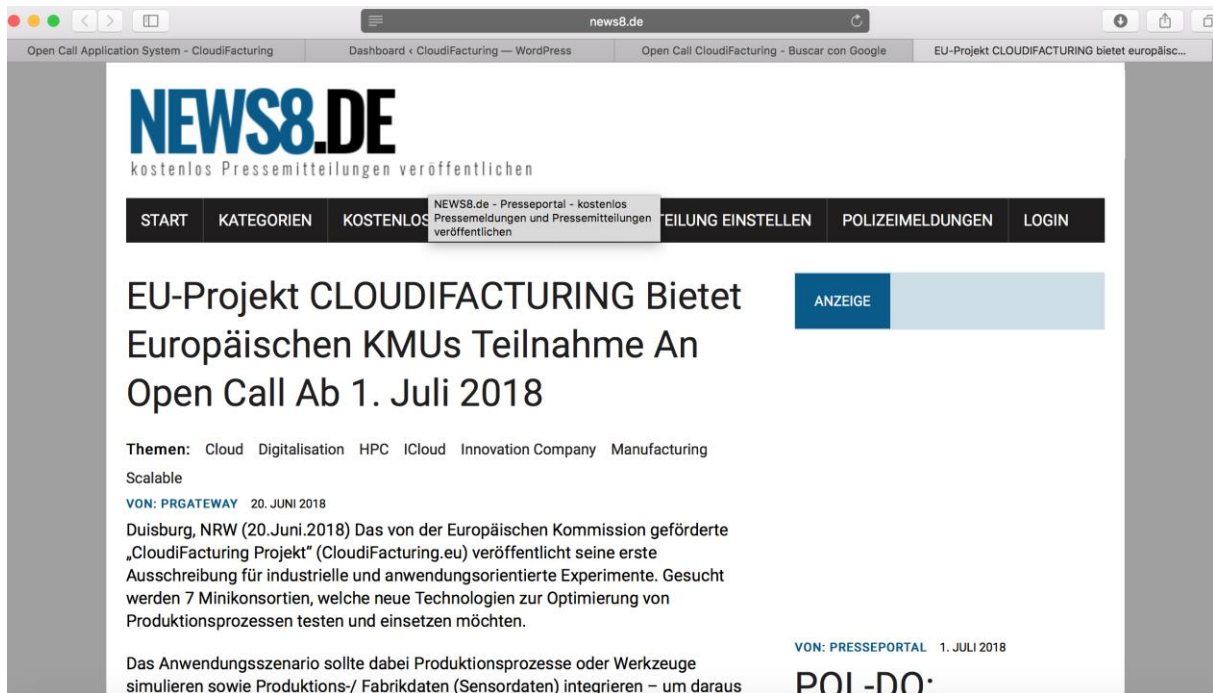 news8.de
Open Call Application System - CloudiFacturing
Dashboard ‹ CloudiFacturing — WordPress
Open Call CloudiFacturing - Buscar con Google
EU-Projekt CLOUDIFACTURING bietet europäisc...
NEWS8.DE
kostenlos Pressemitteilungen veröffentlichen
START KATEGORIEN KOSTENLOS TEILUNG EINSTELLEN POLIZEIMELDUNGEN LOGIN
NEWS8.de - Presseportal - kostenlos
Pressemeldungen und Pressemitteilungen
veröffentlichen
EU-Projekt CLOUDIFACTURING Bietet
Europäischen KMUs Teilnahme An
Open Call Ab 1. Juli 2018
ANZEIGE
Themen: Cloud Digitalisation HPC ICloud Innovation Company Manufacturing
Scalable
VON: PRGATEWAY 20. JUNI 2018
Duisburg, NRW (20.Juni.2018) Das von der Europäischen Kommission geförderte
„CloudiFacturing Projekt“ (CloudiFacturing.eu) veröffentlicht seine erste
Ausschreibung für industrielle und anwendungsorientierte Experimente. Gesucht
werden 7 Minikonsortien, welche neue Technologien zur Optimierung von
Produktionsprozessen testen und einsetzen möchten.
Das Anwendungsszenario sollte dabei Produktionsprozesse oder Werkzeuge
simulieren sowie Produktions-/ Fabrikdaten (Sensordaten) integrieren – um daraus
VON: PRESSEPORTAL 1. JULI 2018
POL-DO: